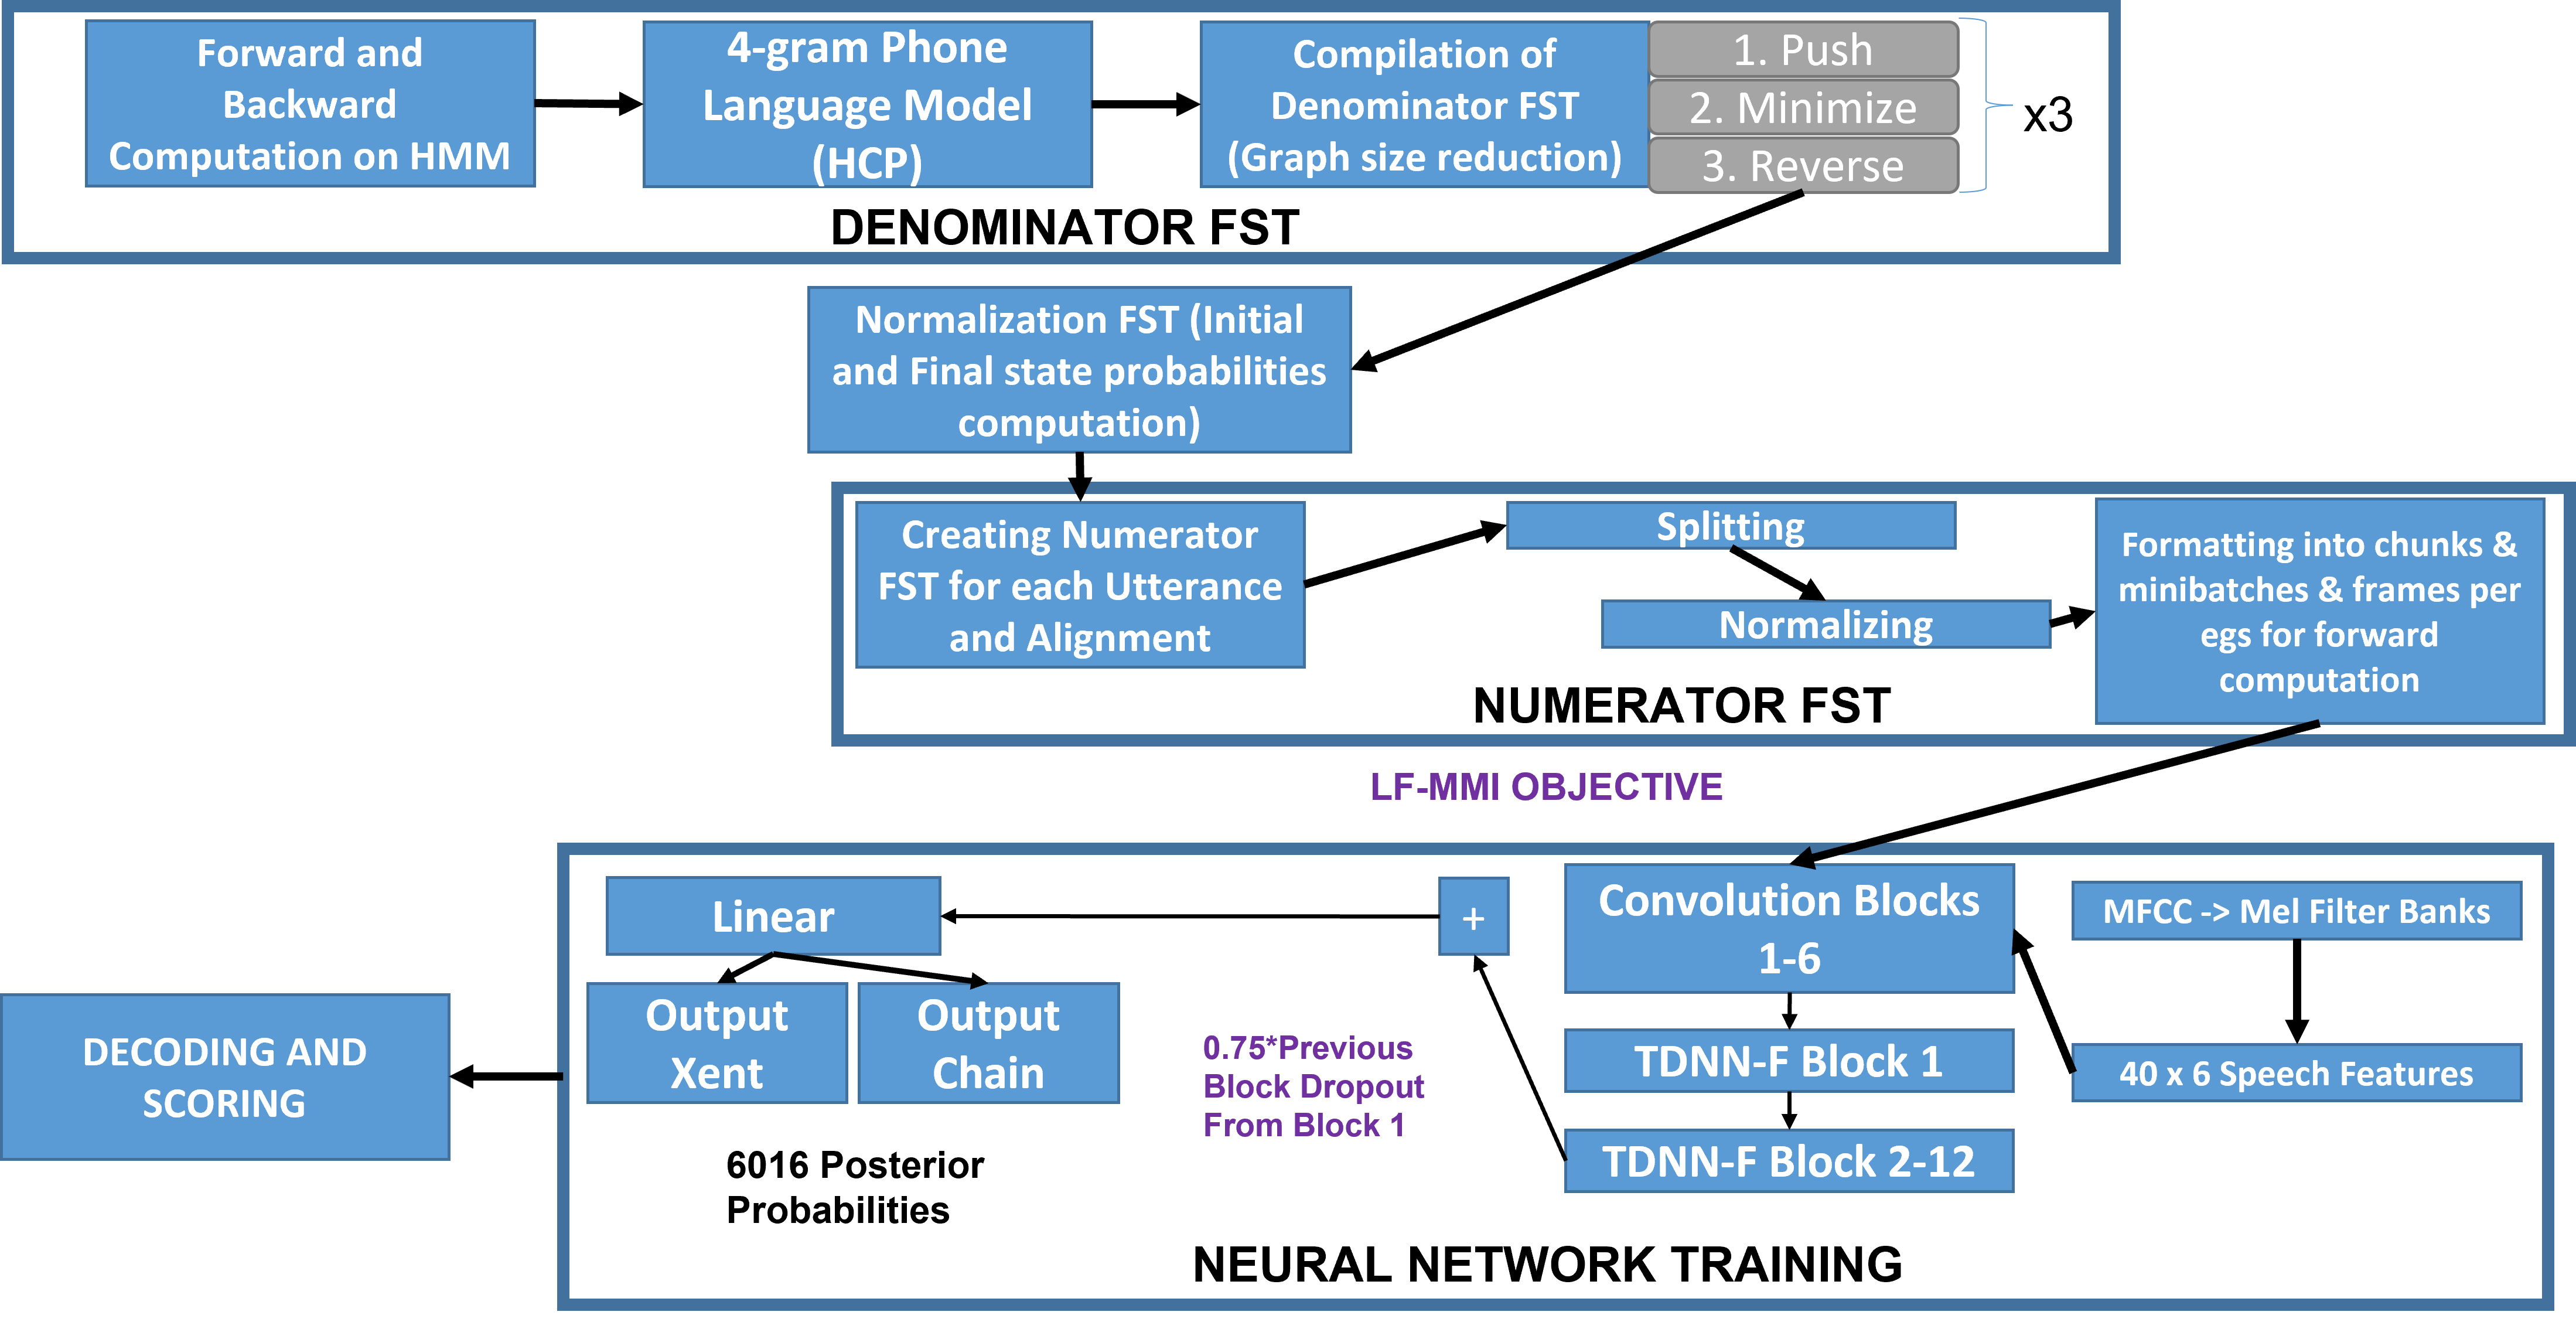 Forward and
Backward
Computation on HMM
4-gram Phone
Language Model
(HCP)
Compilation of
Denominator FST
(Graph size reduction)
1. Push
2. Minimize
3. Reverse
x3
DENOMINATOR FST
Normalization FST (Initial
and Final state probabilities
computation)
Creating Numerator
FST for each Utterance
and Alignment
Splitting
Normalizing
Formatting into chunks &
minibatches & frames per
egs for forward
computation
NUMERATOR FST
LF-MMI OBJECTIVE
Linear
+
Convolution Blocks
1-6
MFCC -> Mel Filter Banks
Output
Xent
Output
Chain
0.75*Previous
Block Dropout
From Block 1
TDNN-F Block 1
40 x 6 Speech Features
TDNN-F Block 2-12
DECODING AND
SCORING
6016 Posterior
Probabilities
NEURAL NETWORK TRAINING